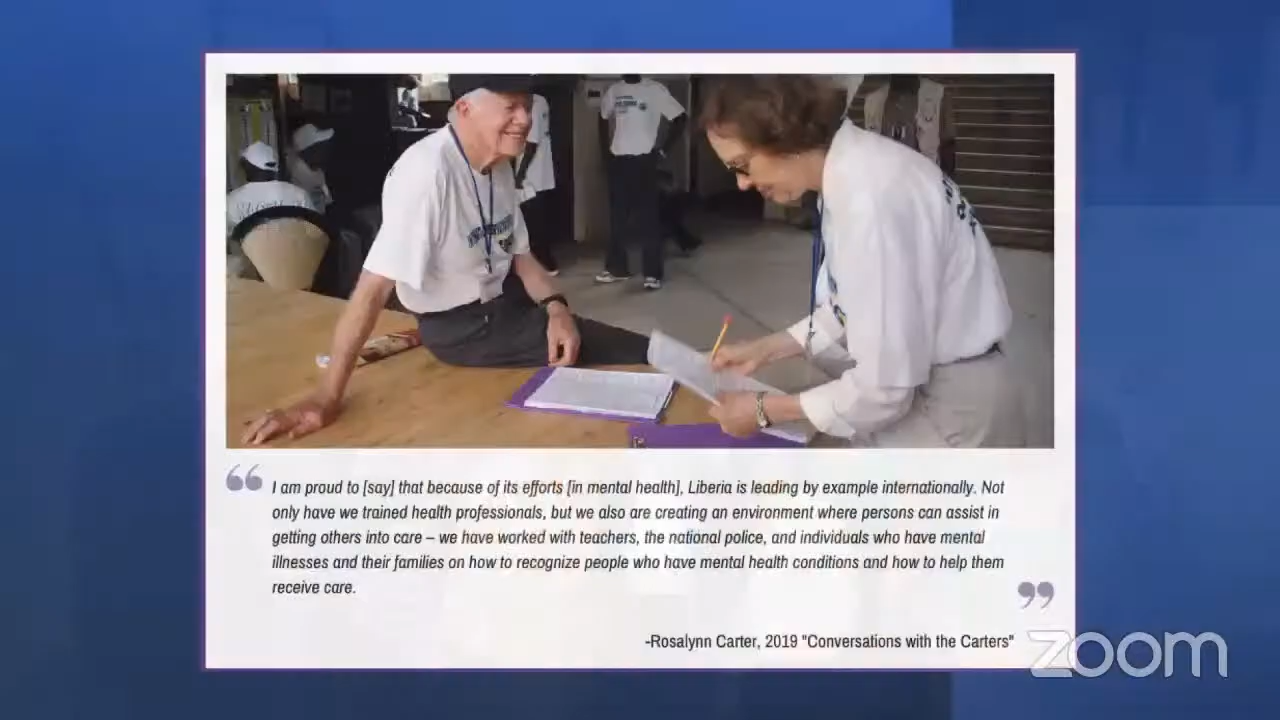 I am proud to [say] that because of its efforts [in mental health], Liberia is leading by example internationally. Not
only have we trained health professionals, but we also are creating an environment where persons can assist in
getting others into care – we have worked with teachers, the national police, and individuals who have mental
illnesses and their families on how to recognize people who have mental health conditions and how to help them
receive care.
-Rosalynn Carter, 2019 "Conversations with the Carters"
zoom